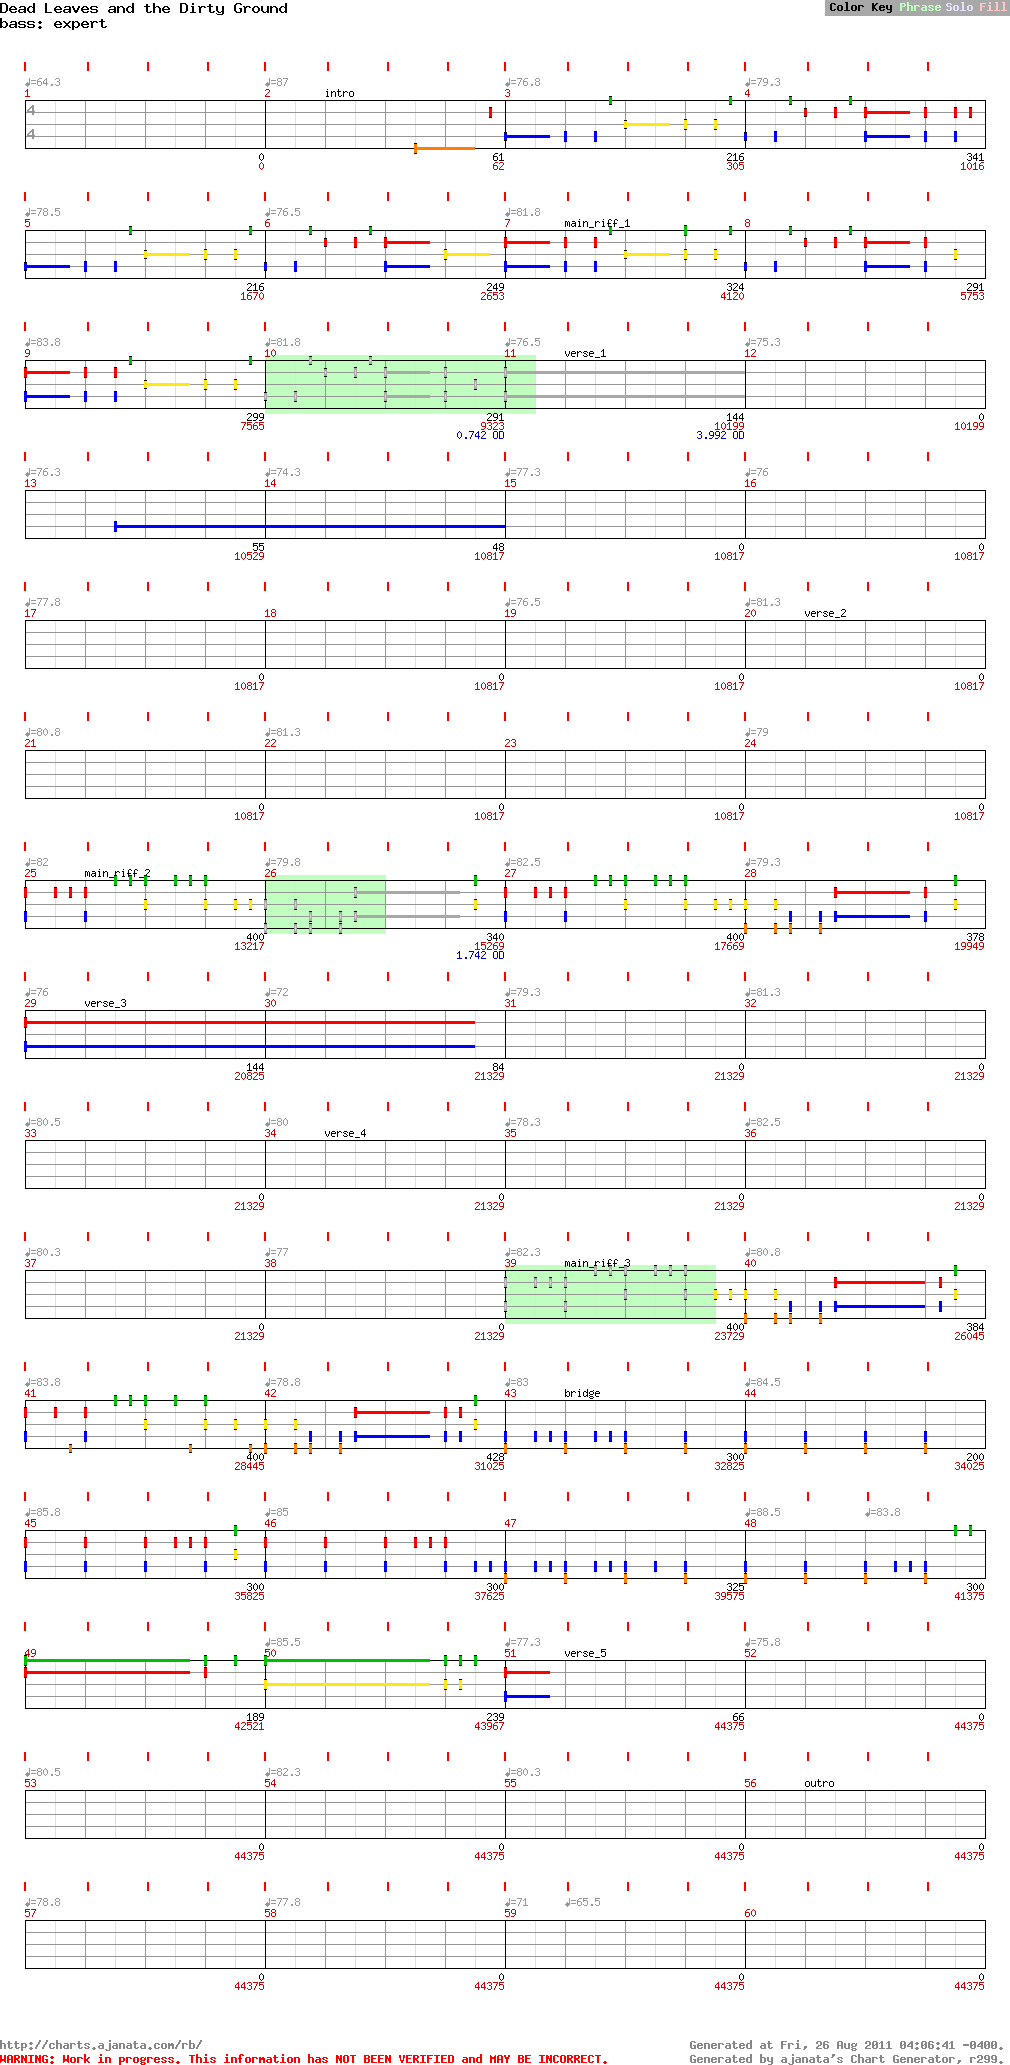 Dead Leaves and the Dirty Ground
Color Key Phrase Solo Fill
bass: expert
♩=64.3 ♩=87 ♩=76.8 ♩=79.3
1 2 intro 3 4
4
4
0 61 216 341
0 62 305 1016
♩=78.5 ♩=76.5 ♩=81.8
5 6 7 main_riff_1 8
216 249 324 291
1670 2653 4120 5753
♩=83.8 ♩=81.8 ♩=76.5 ♩=75.3
9 10 11 verse_1 12
299 291 144 0
7565 9323 10199 10199
0.742 OD 3.992 OD
♩=76.3 ♩=74.3 ♩=77.3 ♩=76
13 14 15 16
55 48 0 0
10529 10817 10817 10817
♩=77.8 ♩=76.5 ♩=81.3
17 18 19 20 verse_2
0 0 0 0
10817 10817 10817 10817
♩=80.8 ♩=81.3 ♩=79
21 22 23 24
0 0 0 0
10817 10817 10817 10817
♩=82 ♩=79.8 ♩=82.5 ♩=79.3
25 main_riff_2 26 27 28
400 340 400 378
13217 15269 17669 19949
1.742 OD
♩=76 ♩=72 ♩=79.3 ♩=81.3
29 verse_3 30 31 32
144 84 0 0
20825 21329 21329 21329
♩=80.5 ♩=80 ♩=78.3 ♩=82.5
33 34 verse_4 35 36
0 0 0 0
21329 21329 21329 21329
♩=80.3 ♩=77 ♩=82.3 ♩=80.8
37 38 39 main_riff_3 40
0 0 400 384
21329 21329 23729 26045
♩=83.8 ♩=78.8 ♩=83 ♩=84.5
41 42 43 bridge 44
400 428 300 200
28445 31025 32825 34025
♩=85.8 ♩=85 ♩=88.5 ♩=83.8
45 46 47 48
300 300 325 300
35825 37625 39575 41375
♩=85.5 ♩=77.3 ♩=75.8
49 50 51 verse_5 52
189 239 66 0
42521 43967 44375 44375
♩=80.5 ♩=82.3 ♩=80.3
53 54 55 56 outro
0 0 0 0
44375 44375 44375 44375
♩=78.8 ♩=77.8 ♩=71 ♩=65.5
57 58 59 60
0 0 0 0
44375 44375 44375 44375
http://charts.ajanata.com/rb/
Generated at Fri, 26 Aug 2011 04:06:41 -0400.
WARNING: Work in progress. This information has NOT BEEN VERIFIED and MAY BE INCORRECT.
Generated by ajanata's Chart Generator, r299.